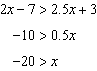 2x − 7 > 2.5x + 3
−10 > 0.5x
−20 > x